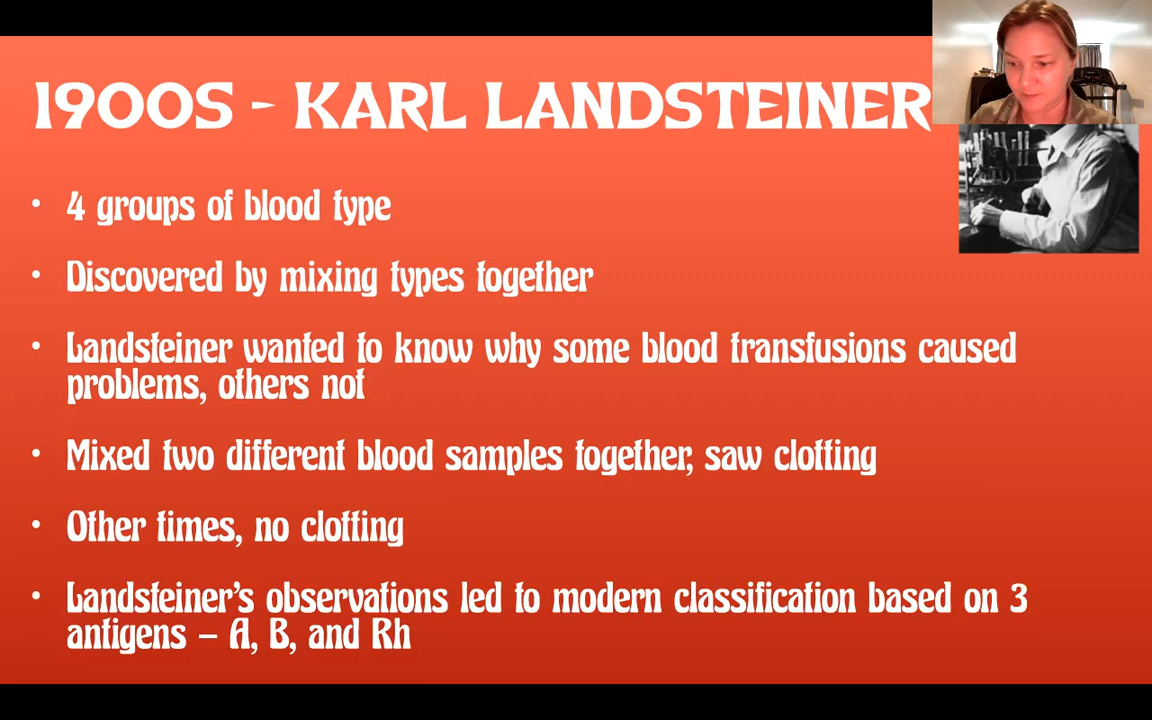 1900S - KARL LANDSTEINER
• 4 groups of blood type
• Discovered by mixing types together
• Landsteiner wanted to know why some blood transfusions caused
problems, others not
• Mixed two different blood samples together, saw clotting
• Other times, no clotting
• Landsteiner's observations led to modern classification based on 3
antigens – A, B, and Rh